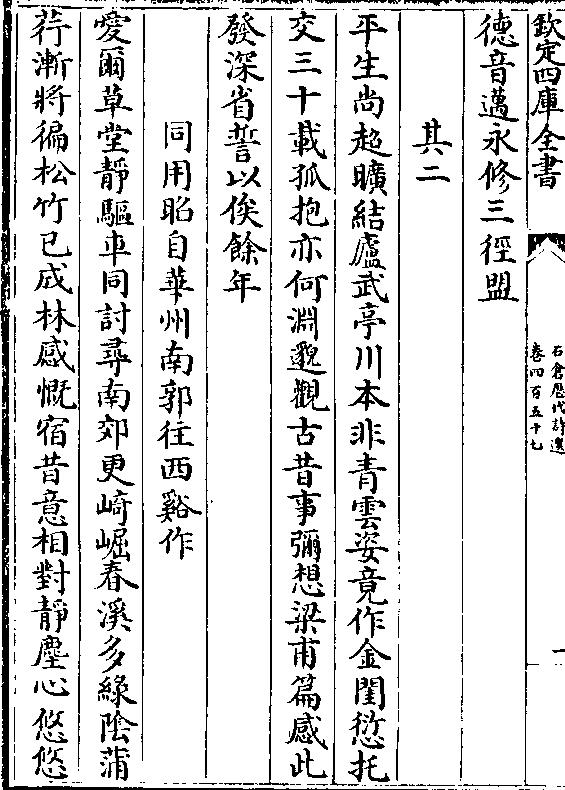 欽定四庫全書
石倉歷代詩選
卷四百五十七
一
德音邁永修三徑盟
其二
平生尚超曠結廬武亭川本非青雲姿竟作金閨愆托
交三十載孤抱亦何淵邈觀古昔事彌想梁甫篇感此
發深省誓以俟餘年
同用昭自華州南郭往西谿作
愛爾草堂靜驅車同討尋南郊更崎崛春溪多綠陰蒲
荇漸將徧松竹已成林感慨宿昔意相對靜塵心悠悠